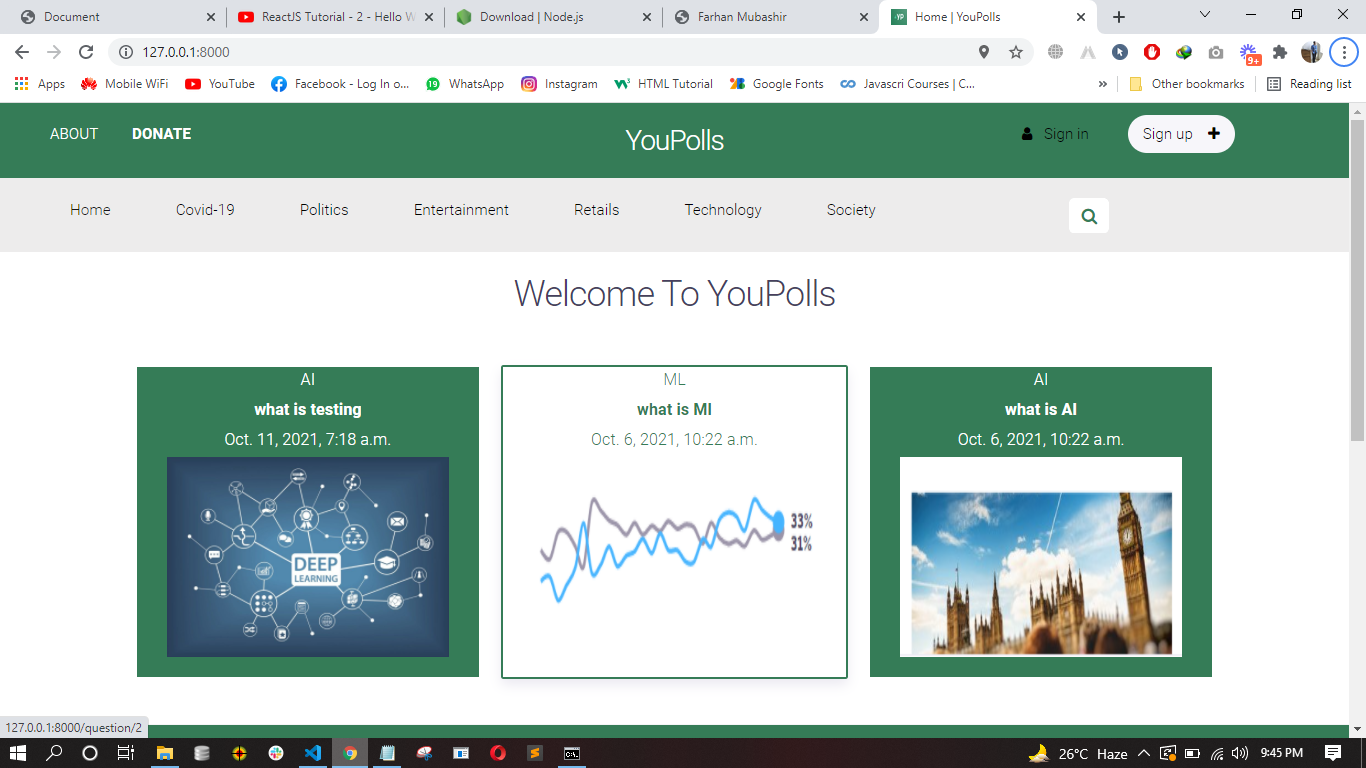 Document
ReactJS Tutorial - 2 - Hello W
Download | Node.js
Farhan Mubashir
YP
Home | YouPolls
127.0.0.1:8000
9+
Apps
Mobile WiFi
YouTube
Facebook - Log In o...
19
WhatsApp
Instagram
HTML Tutorial
Google Fonts
Javascri Courses | C...
»
Other bookmarks
Reading list
ABOUT
DONATE
YouPolls
Sign in
Sign up
Home
Covid-19
Politics
Entertainment
Retails
Technology
Society
Welcome To YouPolls
AI
what is testing
Oct. 11, 2021, 7:18 a.m.
DEEP
LEARNING
ML
what is MI
Oct. 6, 2021, 10:22 a.m.
33%
31%
AI
what is AI
Oct. 6, 2021, 10:22 a.m.
127.0.0.1:8000/question/2
26°C Haze
9:45 PM